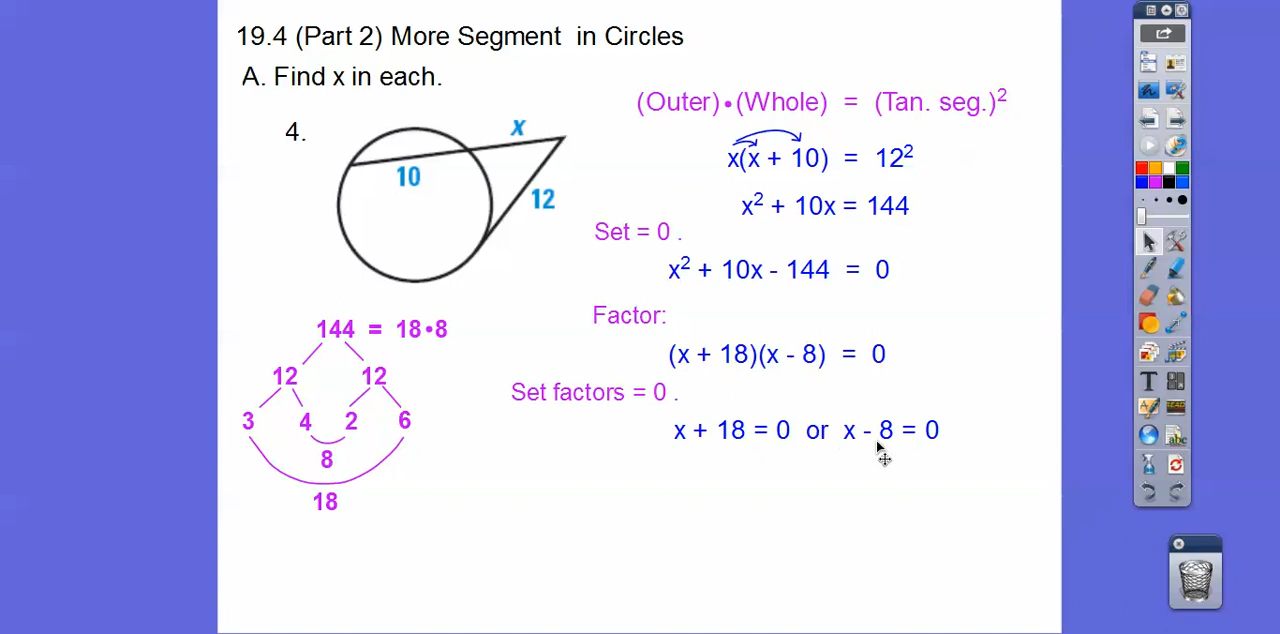 19.4 (Part 2) More Segment in Circles
A. Find x in each.
4.
x
10
12
(Outer)•(Whole) = (Tan. seg.)²
x(x + 10) = 12²
x² + 10x = 144
Set = 0 .
x² + 10x - 144 = 0
Factor:
(x + 18)(x - 8) = 0
Set factors = 0 .
x + 18 = 0 or x - 8 = 0
144 = 18•8
12 12
3 4 2 6
8
18
T
abc